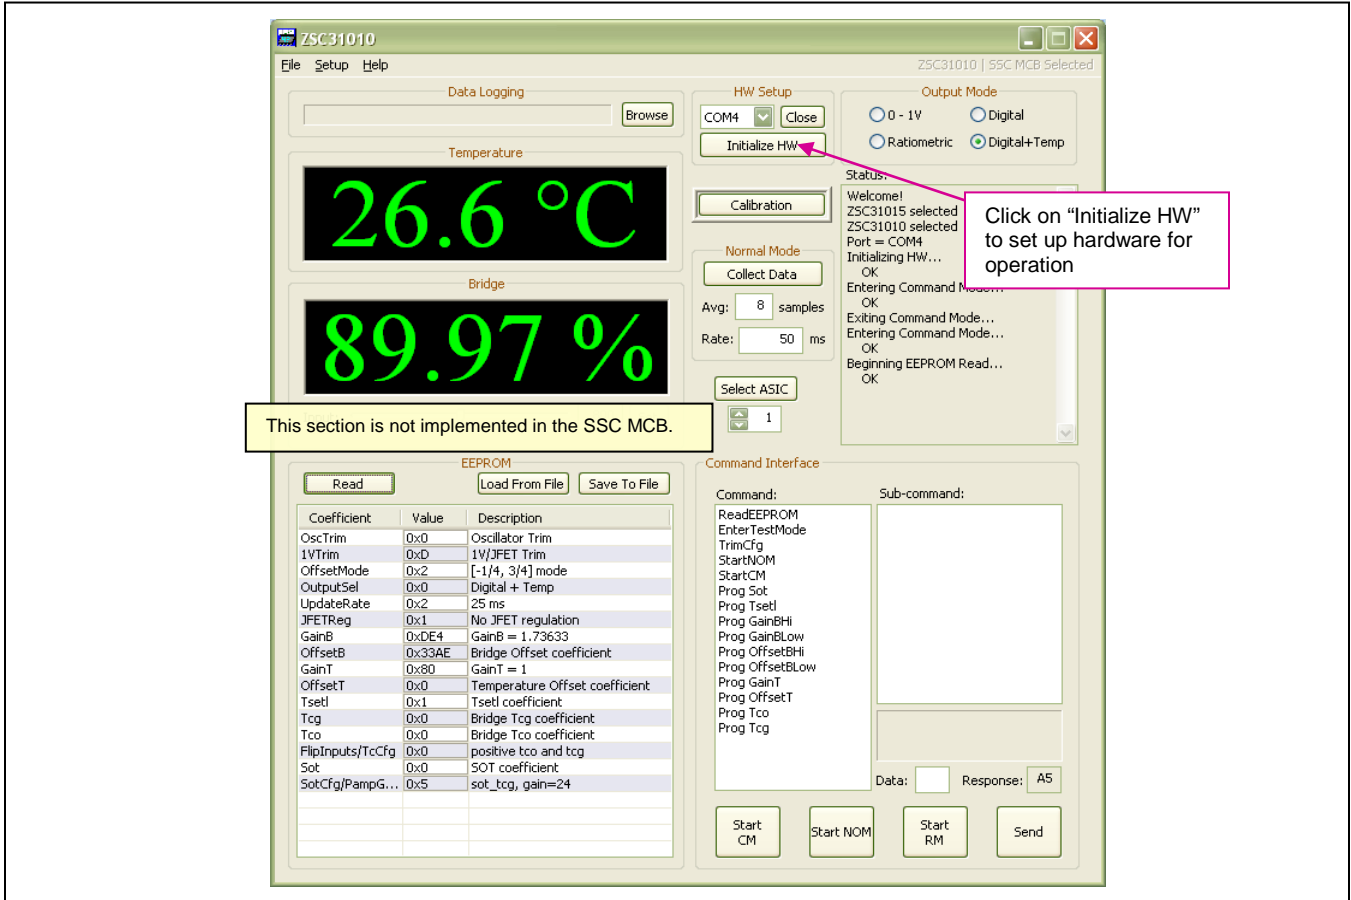 ZSC31010
File Setup Help
ZSC31010 | SSC MCB Selected
Data Logging
Browse
Temperature
26.6 °C
Bridge
89.97 %
This section is not implemented in the SSC MCB.
HW Setup
COM4 Close
Initialize HW
Calibration
Normal Mode
Collect Data
Avg: 8 samples
Rate: 50 ms
Select ASIC
1
Output Mode
0 - 1V Digital
Ratiometric Digital+Temp
Status:
Welcome!
ZSC31015 selected
ZSC31010 selected
Port = COM4
Initializing HW...
OK
Entering Command Mode...
OK
Exiting Command Mode...
Entering Command Mode...
OK
Beginning EEPROM Read...
OK
Click on “Initialize HW”
to set up hardware for
operation
EEPROM
Read Load From File Save To File
Coefficient Value Description
OscTrim 0x0 Oscillator Trim
1VTrim 0xD 1V/JFET Trim
OffsetMode 0x2 [-1/4, 3/4] mode
OutputSel 0x0 Digital + Temp
UpdateRate 0x2 25 ms
JFETReg 0x1 No JFET regulation
GainB 0xDE4 GainB = 1.73633
OffsetB 0x33AE Bridge Offset coefficient
GainT 0x80 GainT = 1
OffsetT 0x0 Temperature Offset coefficient
Tsetl 0x1 Tsetl coefficient
Tcg 0x0 Bridge Tcg coefficient
Tco 0x0 Bridge Tco coefficient
FlipInputs/TcCfg 0x0 positive tco and tcg
Sot 0x0 SOT coefficient
SotCfg/PampG... 0x5 sot_tcg, gain=24
Command Interface
Command:
ReadEEPROM
EnterTestMode
TrimCfg
StartNOM
StartCM
Prog Sot
Prog Tsetl
Prog GainBHi
Prog GainBLow
Prog OffsetBHi
Prog OffsetBLow
Prog GainT
Prog OffsetT
Prog Tco
Prog Tcg
Sub-command:
Data: Response: A5
Start CM
Start NOM
Start RM
Send